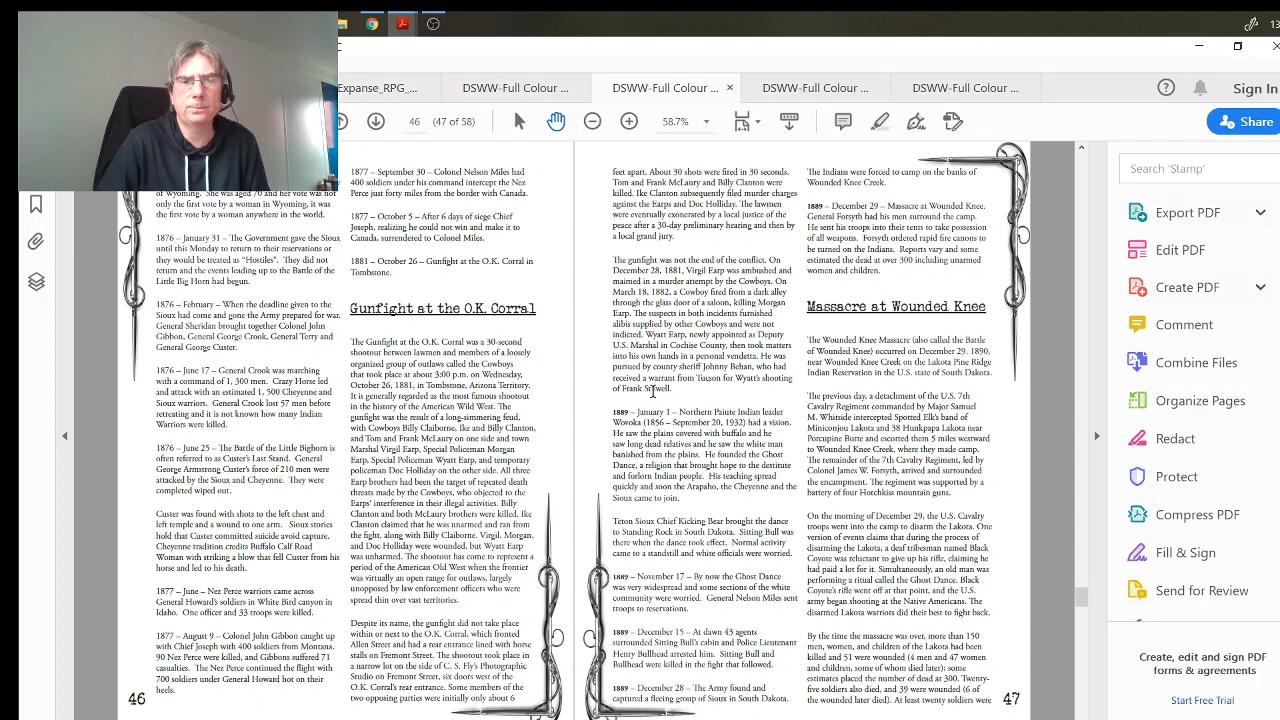 13
Expanse_RPG_...
DSWW-Full Colour ...
DSWW-Full Colour ...
DSWW-Full Colour ...
DSWW-Full Colour ...
Sign In
46
(47 of 58)
58.7%
Share
of Wyoming. She was aged 70 and her vote was not
only the first vote by a woman in Wyoming, it was
the first vote by a woman anywhere in the world.
1876 – January 31 – The Government gave the Sioux
until this Monday to return to their reservations or
they would be treated as “Hostiles”. They did not
return and the events leading up to the Battle of the
Little Big Horn had begun.
1876 – February – When the deadline given to the
Sioux had come and gone the Army prepared for war.
General Sheridan brought together Colonel John
Gibbon, General George Crook, General Terry and
General George Custer.
1876 – June 17 – General Crook was marching
with a command of 1, 300 men. Crazy Horse led
and attack with an estimated 1, 500 Cheyenne and
Sioux warriors. General Crook lost 57 men before
retreating and it is not known how many Indian
Warriors were killed.
1876 – June 25 – The Battle of the Little Bighorn is
often referred to as Custer’s Last Stand. General
George Armstrong Custer’s force of 210 men were
attacked by the Sioux and Cheyenne. They were
completed wiped out.
Custer was found with shots to the left chest and
left temple and a wound to one arm. Sioux stories
hold that Custer committed suicide avoid capture.
Cheyenne tradition credits Buffalo Calf Road
Woman with striking a blow that fell Custer from his
horse and led to his death.
1877 – June – Nez Perce warriors came across
General Howard’s soldiers in White Bird canyon in
Idaho. One officer and 33 troops were killed.
1877 – August 9 – Colonel John Gibbon caught up
with Chief Joseph with 400 soldiers from Montana.
90 Nez Perce were killed, and Gibbons suffered 71
casualties. The Nez Perce continued the flight with
700 soldiers under General Howard hot on their
heels.
46
1877 – September 30 – Colonel Nelson Miles had
400 soldiers under his command intercept the Nez
Perce just forty miles from the border with Canada.
1877 – October 5 – After 6 days of siege Chief
Joseph, realizing he could not win and make it to
Canada, surrendered to Colonel Miles.
1881 – October 26 – Gunfight at the O.K. Corral in
Tombstone.
Gunfight at the O.K. Corral
The Gunfight at the O.K. Corral was a 30-second
shootout between lawmen and members of a loosely
organized group of outlaws called the Cowboys
that took place at about 3:00 p.m. on Wednesday,
October 26, 1881, in Tombstone, Arizona Territory.
It is generally regarded as the most famous shootout
in the history of the American Wild West. The
gunfight was the result of a long-simmering feud,
with Cowboys Billy Claiborne, Ike and Billy Clanton,
and Tom and Frank McLaury on one side and town
Marshal Virgil Earp, Special Policeman Morgan
Earp, Special Policeman Wyatt Earp, and temporary
policeman Doc Holliday on the other side. All three
Earp brothers had been the target of repeated death
threats made by the Cowboys, who objected to the
Earps’ interference in their illegal activities. Billy
Clanton and both McLaury brothers were killed. Ike
Clanton claimed that he was unarmed and ran from
the fight, along with Billy Claiborne. Virgil, Morgan,
and Doc Holliday were wounded, but Wyatt Earp
was unharmed. The shootout has come to represent a
period of the American Old West when the frontier
was virtually an open range for outlaws, largely
unopposed by law enforcement officers who were
spread thin over vast territories.
Despite its name, the gunfight did not take place
within or next to the O.K. Corral, which fronted
Allen Street and had a rear entrance lined with horse
stalls on Fremont Street. The shootout took place in
a narrow lot on the side of C. S. Fly’s Photographic
Studio on Fremont Street, six doors west of the
O.K. Corral’s rear entrance. Some members of the
two opposing parties were initially only about 6
feet apart. About 30 shots were fired in 30 seconds.
Tom and Frank McLaury and Billy Clanton were
killed. Ike Clanton subsequently filed murder charges
against the Earps and Doc Holliday. The lawmen
were eventually exonerated by a local justice of the
peace after a 30-day preliminary hearing and then by
a local grand jury.
The gunfight was not the end of the conflict. On
December 28, 1881, Virgil Earp was ambushed and
maimed in a murder attempt by the Cowboys. On
March 18, 1882, a Cowboy fired from a dark alley
through the glass door of a saloon, killing Morgan
Earp. The suspects in both incidents furnished
alibis supplied by other Cowboys and were not
indicted. Wyatt Earp, newly appointed as Deputy
U.S. Marshal in Cochise County, then took matters
into his own hands in a personal vendetta. He was
pursued by county sheriff Johnny Behan, who had
received a warrant from Tucson for Wyatt’s shooting
of Frank Stilwell.
1889 – January 1 – Northern Paiute Indian leader
Wovoka (1856 – September 20, 1932) had a vision.
He saw the plains covered with buffalo and he
saw long dead relatives and he saw the white man
banished from the plains. He founded the Ghost
Dance, a religion that brought hope to the destitute
and forlorn Indian people. His teaching spread
quickly and soon the Arapaho, the Cheyenne and the
Sioux came to join.
Teton Sioux Chief Kicking Bear brought the dance
to Standing Rock in South Dakota. Sitting Bull was
there when the dance took effect. Normal activity
came to a standstill and white officials were worried.
1889 – November 17 – By now the Ghost Dance
was very widespread and some sections of the white
community were worried. General Nelson Miles sent
troops to reservations.
1889 – December 15 – At dawn 43 agents
surrounded Sitting Bull’s cabin and Police Lieutenant
Henry Bullhead arrested him. Sitting Bull and
Bullhead were killed in the fight that followed.
1889 – December 28 – The Army found and
captured a fleeing group of Sioux in South Dakota.
The Indians were forced to camp on the banks of
Wounded Knee Creek.
1889 – December 29 – Massacre at Wounded Knee.
General Forsyth had his men surround the camp.
He sent his troops into their tents to take possession
of all weapons. Forsyth ordered rapid fire canons to
be turned on the Indians. Reports vary and some
estimated the dead at over 300 including unarmed
women and children.
Massacre at Wounded Knee
The Wounded Knee Massacre (also called the Battle
of Wounded Knee) occurred on December 29, 1890,
near Wounded Knee Creek on the Lakota Pine Ridge
Indian Reservation in the U.S. state of South Dakota.
The previous day, a detachment of the U.S. 7th
Cavalry Regiment commanded by Major Samuel
M. Whitside intercepted Spotted Elk’s band of
Miniconjou Lakota and 38 Hunkpapa Lakota near
Porcupine Butte and escorted them 5 miles westward
to Wounded Knee Creek, where they made camp.
The remainder of the 7th Cavalry Regiment, led by
Colonel James W. Forsyth, arrived and surrounded
the encampment. The regiment was supported by a
battery of four Hotchkiss mountain guns.
On the morning of December 29, the U.S. Cavalry
troops went into the camp to disarm the Lakota. One
version of events claims that during the process of
disarming the Lakota, a deaf tribesman named Black
Coyote was reluctant to give up his rifle, claiming he
had paid a lot for it. Simultaneously, an old man was
performing a ritual called the Ghost Dance. Black
Coyote’s rifle went off at that point, and the U.S.
army began shooting at the Native Americans. The
disarmed Lakota warriors did their best to fight back.
By the time the massacre was over, more than 150
men, women, and children of the Lakota had been
killed and 51 were wounded (4 men and 47 women
and children, some of whom died later); some
estimates placed the number of dead at 300. Twenty-
five soldiers also died, and 39 were wounded (6 of
the wounded later died). At least twenty soldiers were
47
Search 'Stamp'
Export PDF
Edit PDF
Create PDF
Comment
Combine Files
Organize Pages
Redact
Protect
Compress PDF
Fill & Sign
Send for Review
Create, edit and sign PDF
forms & agreements
Start Free Trial